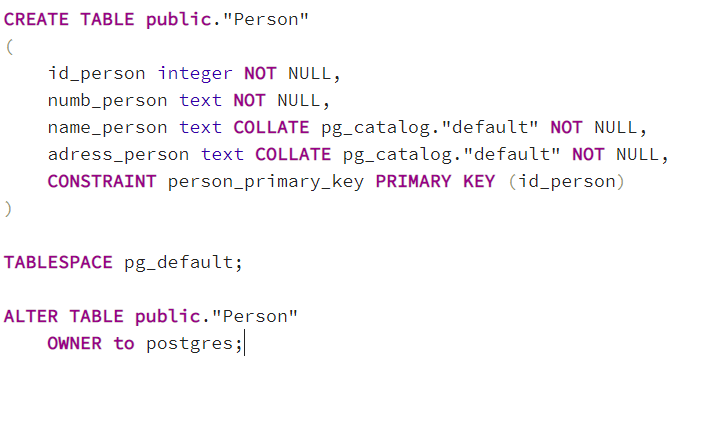 CREATE TABLE public."Person"
(
    id_person integer NOT NULL,
    numb_person text NOT NULL,
    name_person text COLLATE pg_catalog."default" NOT NULL,
    adress_person text COLLATE pg_catalog."default" NOT NULL,
    CONSTRAINT person_primary_key PRIMARY KEY (id_person)
)
TABLESPACE pg_default;
ALTER TABLE public."Person"
    OWNER to postgres;